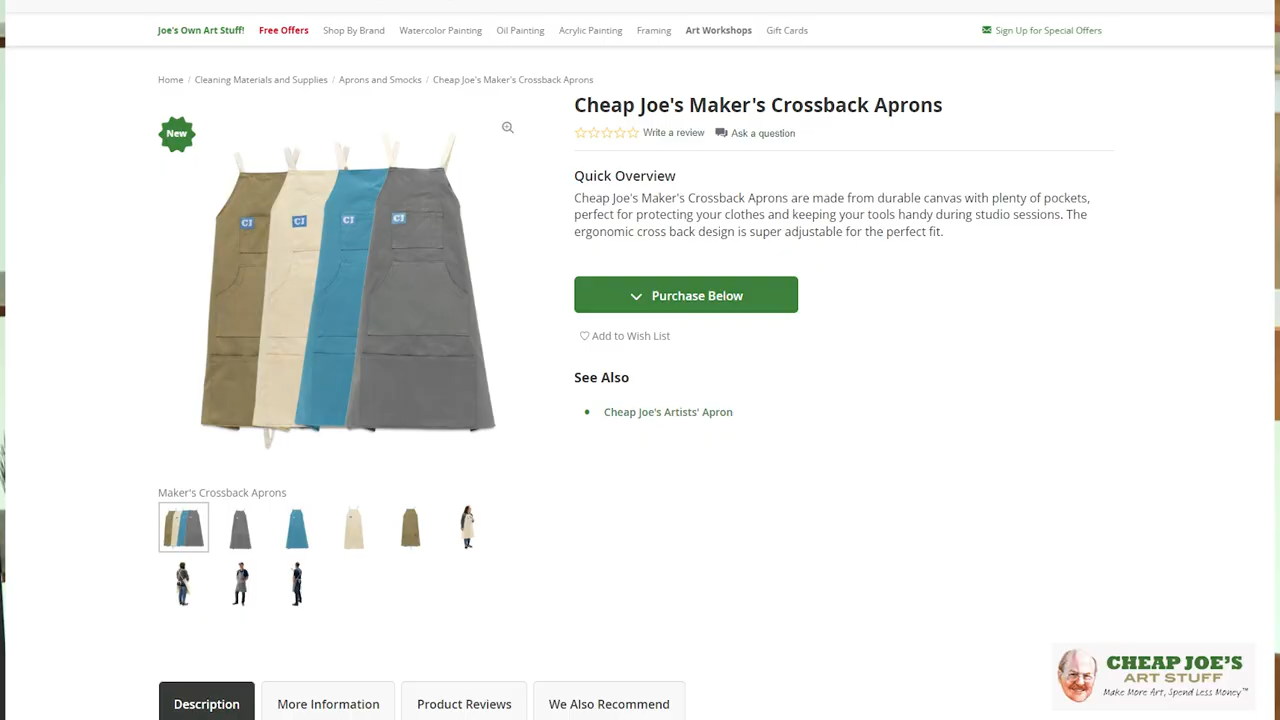 Joe's Own Art Stuff! Free Offers Shop By Brand Watercolor Painting Oil Painting Acrylic Painting Framing Art Workshops Gift Cards Sign Up for Special Offers
Home / Cleaning Materials and Supplies / Aprons and Smocks / Cheap Joe's Maker's Crossback Aprons
New
CJ CJ CJ CJ
Cheap Joe's Maker's Crossback Aprons
Write a review Ask a question
Quick Overview
Cheap Joe's Maker's Crossback Aprons are made from durable canvas with plenty of pockets,
perfect for protecting your clothes and keeping your tools handy during studio sessions. The
ergonomic cross back design is super adjustable for the perfect fit.
Purchase Below
Add to Wish List
See Also
Cheap Joe's Artists' Apron
Maker's Crossback Aprons
CHEAP JOE'S
ART STUFF
Make More Art, Spend Less Money™
Description More Information Product Reviews We Also Recommend